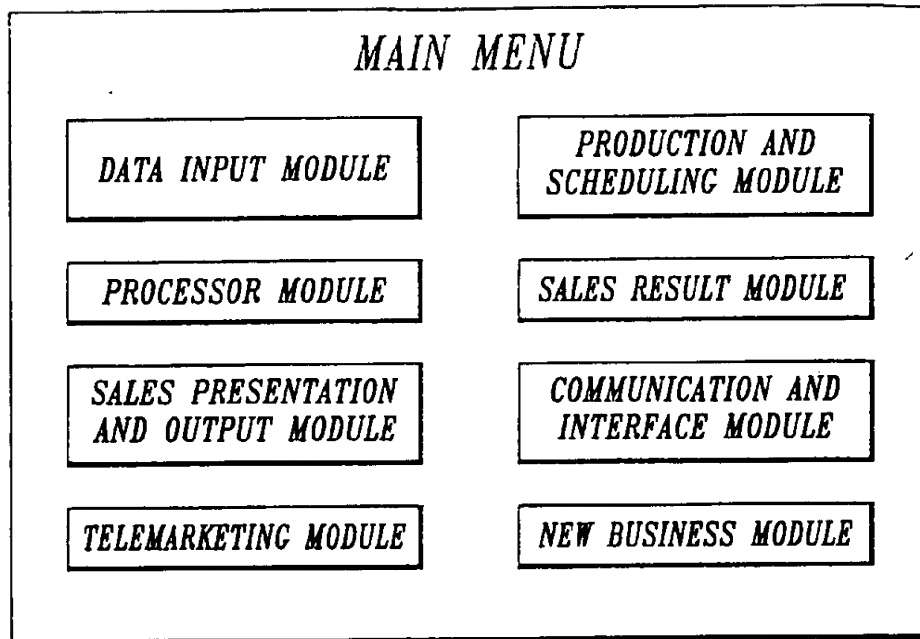 MAIN MENU
DATA INPUT MODULE
PROCESSOR MODULE
SALES PRESENTATION
AND OUTPUT MODULE
TELEMARKETING MODULE
PRODUCTION AND
SCHEDULING MODULE
SALES RESULT MODULE
COMMUNICATION AND
INTERFACE MODULE
NEW BUSINESS MODULE